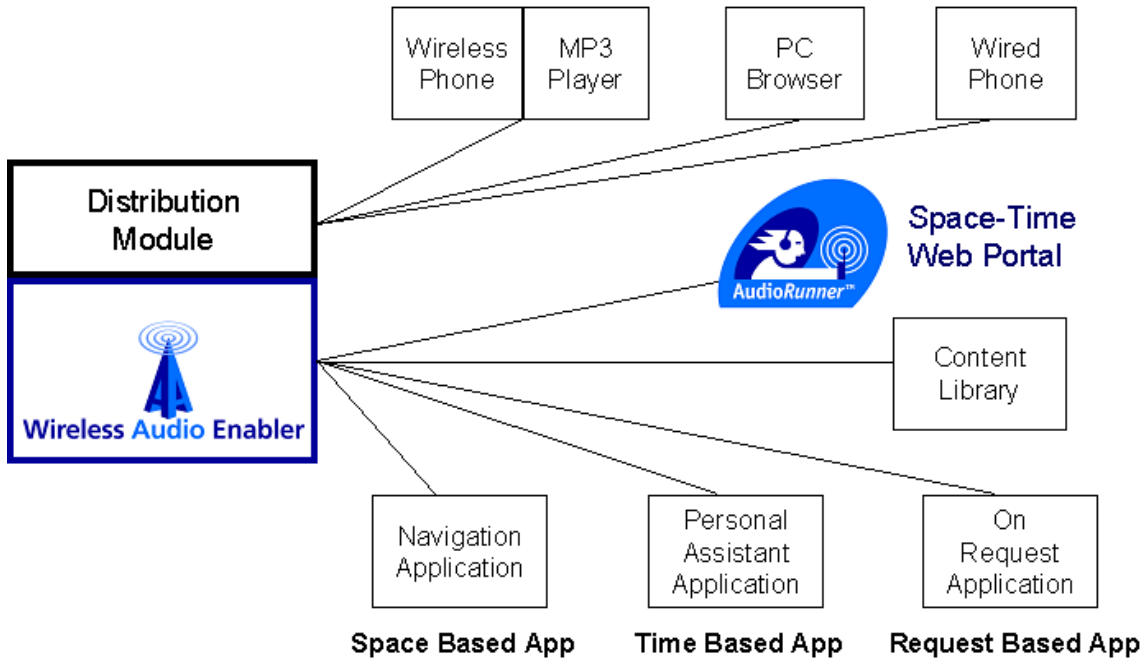 Wireless
Phone
MP3
Player
PC
Browser
Wired
Phone
Distribution
Module
AudioRunner™
Space-Time
Web Portal
Wireless Audio Enabler
Content
Library
Navigation
Application
Personal
Assistant
Application
On
Request
Application
Space Based App
Time Based App
Request Based App